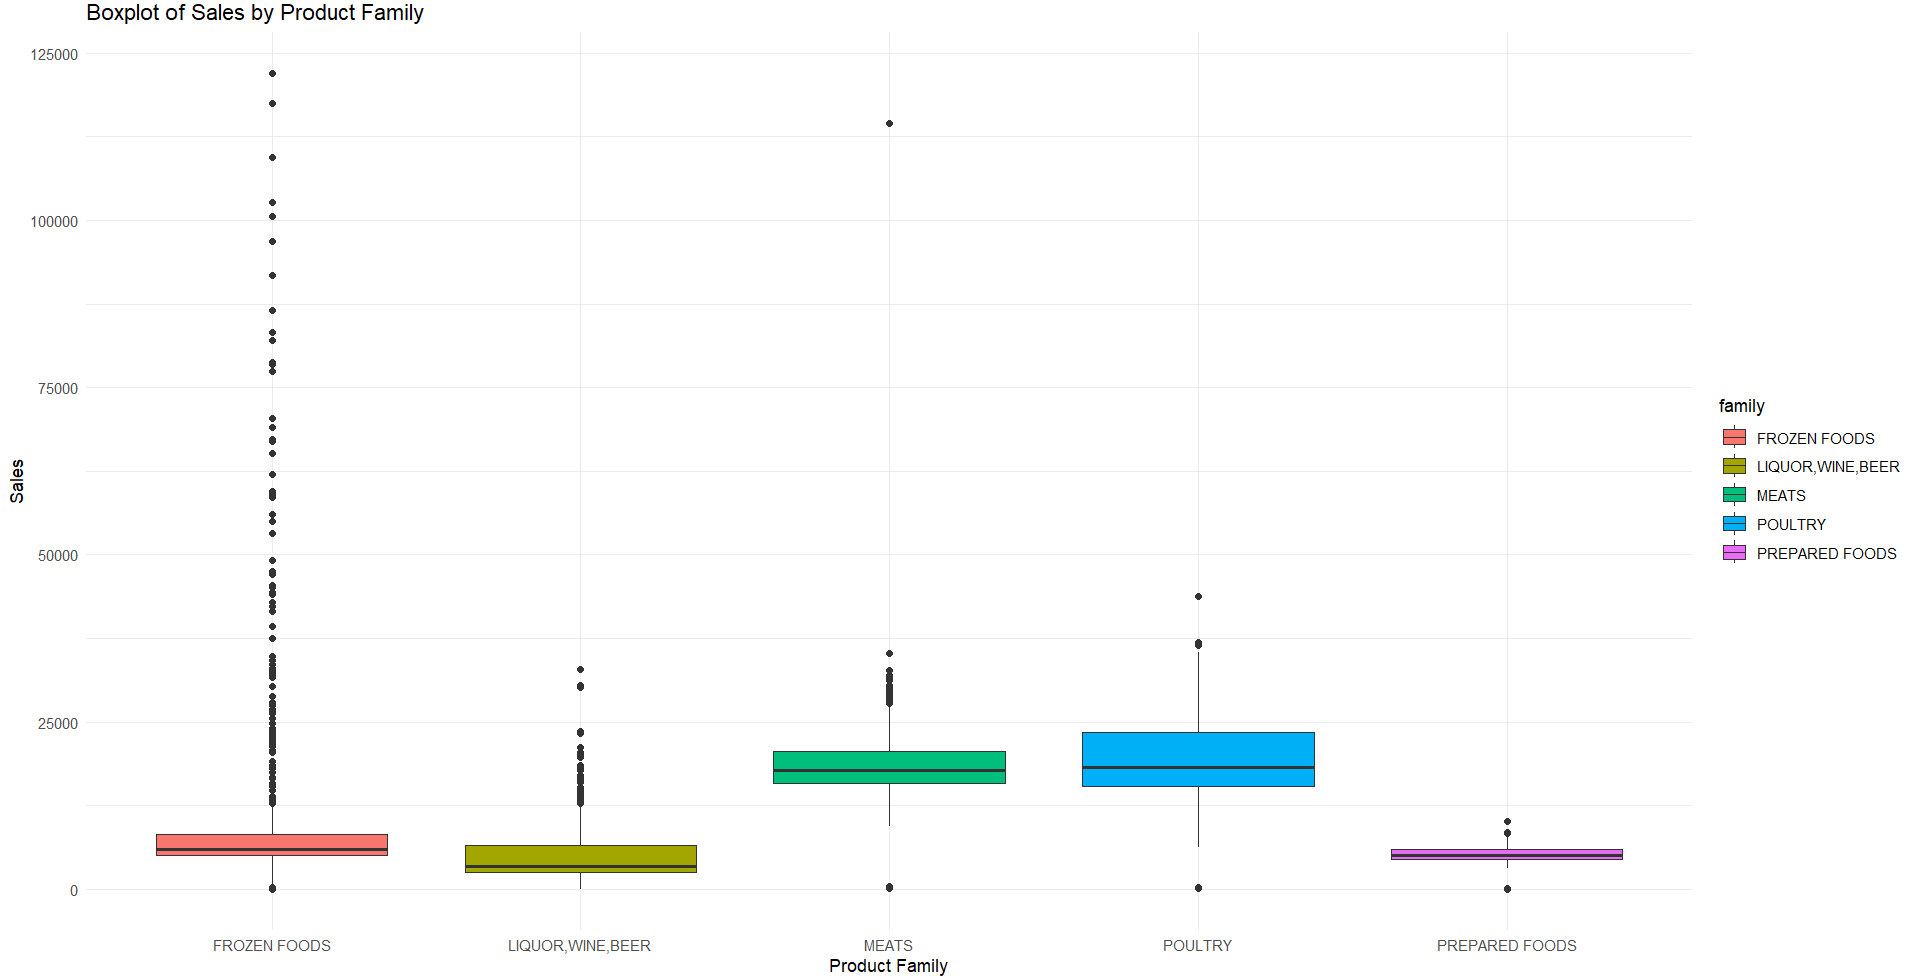 Boxplot of Sales by Product Family
125000
100000
75000
50000
25000
0
Sales
FROZEN FOODS
LIQUOR,WINE,BEER
MEATS
POULTRY
PREPARED FOODS
Product Family
family
FROZEN FOODS
LIQUOR,WINE,BEER
MEATS
POULTRY
PREPARED FOODS